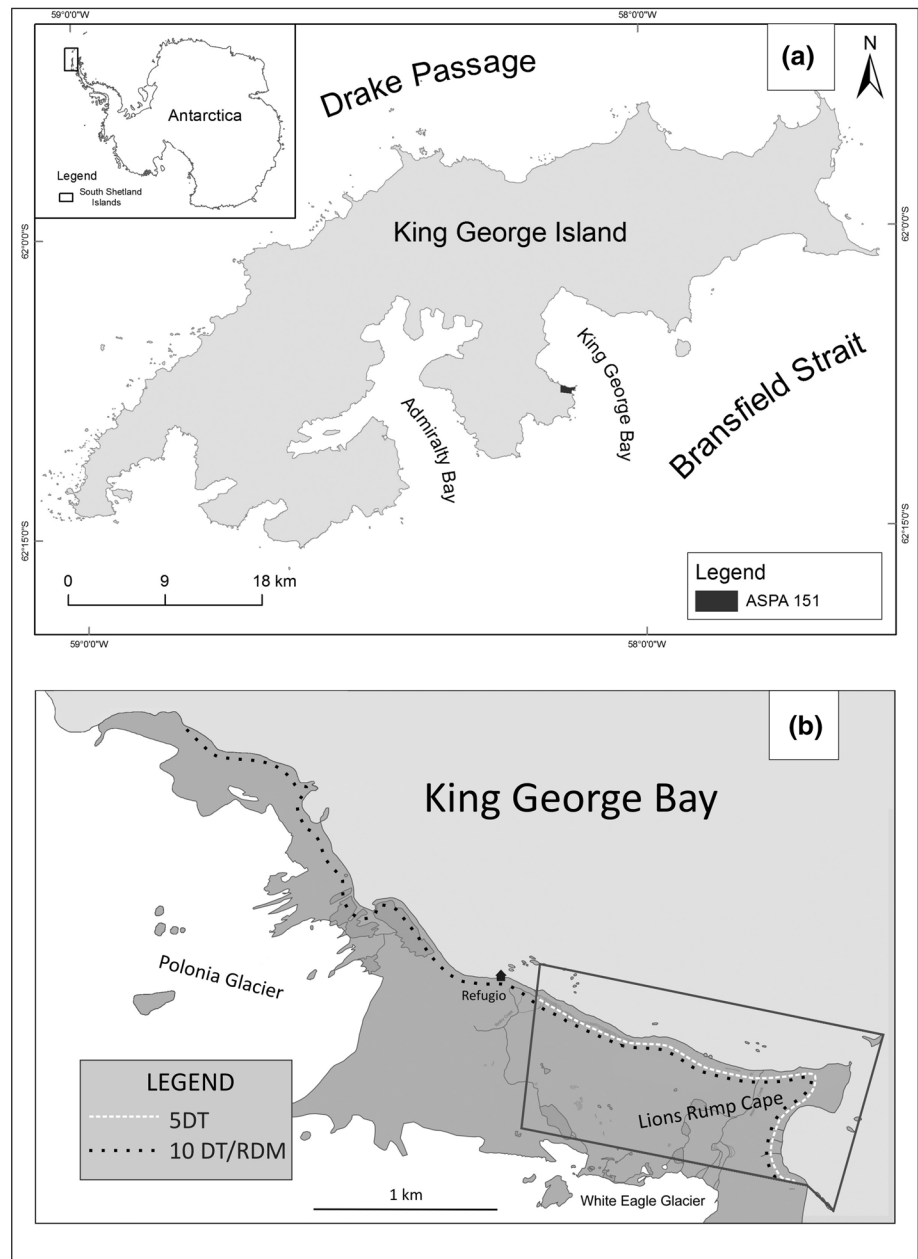 59°0'0"W
58°0'0"W
Antarctica
Legend
South Shetland
Islands
Drake Passage
(a)
N
King George Island
62°0'0"S
62°0'0"S
King George Bay
Admiralty Bay
Bransfield Strait
62°15'0"S
62°15'0"S
0 9 18 km
Legend
ASPA 151
59°0'0"W
58°0'0"W
(b)
King George Bay
Polonia Glacier
Refugio
LEGEND
5DT
10 DT/RDM
Lions Rump Cape
1 km
White Eagle Glacier